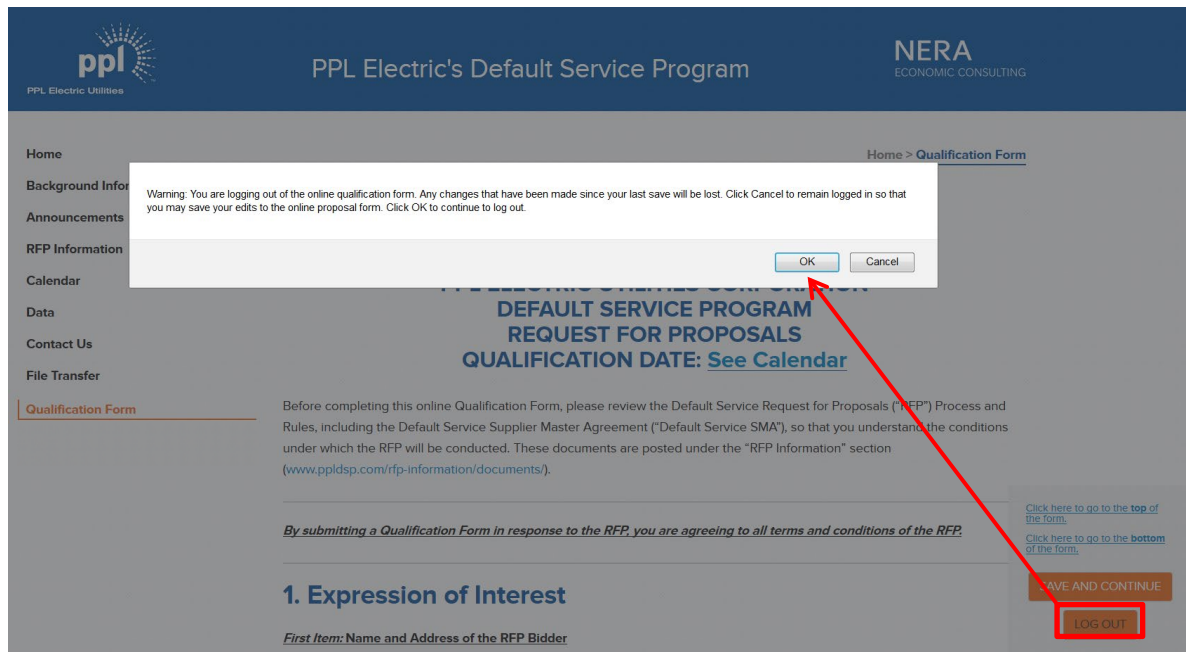 ppl
PPL Electric Utilities
PPL Electric's Default Service Program
NERA
ECONOMIC CONSULTING
Home
Background Infor
Announcements
RFP Information
Calendar
Data
Contact Us
File Transfer
Qualification Form
Home > Qualification Form
Warning: You are logging out of the online qualification form. Any changes that have been made since your last save will be lost. Click Cancel to remain logged in so that
you may save your edits to the online proposal form. Click OK to continue to log out.
OK
Cancel
PPL ELECTRIC UTILITIES CORPORATION
DEFAULT SERVICE PROGRAM
REQUEST FOR PROPOSALS
QUALIFICATION DATE: See Calendar
Before completing this online Qualification Form, please review the Default Service Request for Proposals ("RFP") Process and
Rules, including the Default Service Supplier Master Agreement ("Default Service SMA"), so that you understand the conditions
under which the RFP will be conducted. These documents are posted under the "RFP Information" section
(www.ppldsp.com/rfp-information/documents/).
By submitting a Qualification Form in response to the RFP, you are agreeing to all terms and conditions of the RFP.
1. Expression of Interest
First Item: Name and Address of the RFP Bidder
Click here to go to the top of
the form.
Click here to go to the bottom
of the form.
SAVE AND CONTINUE
LOG OUT